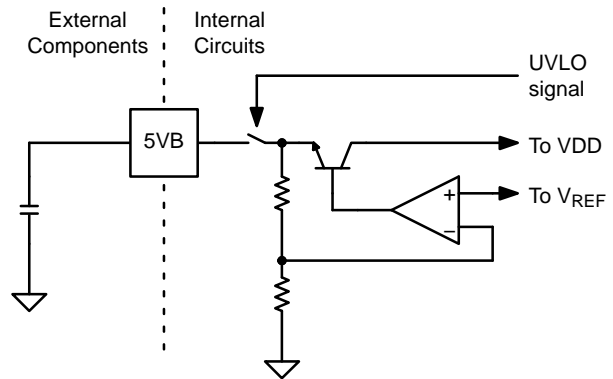 External
Components
Internal
Circuits
UVLO
signal
5VB
To VDD
To VREF
+
−